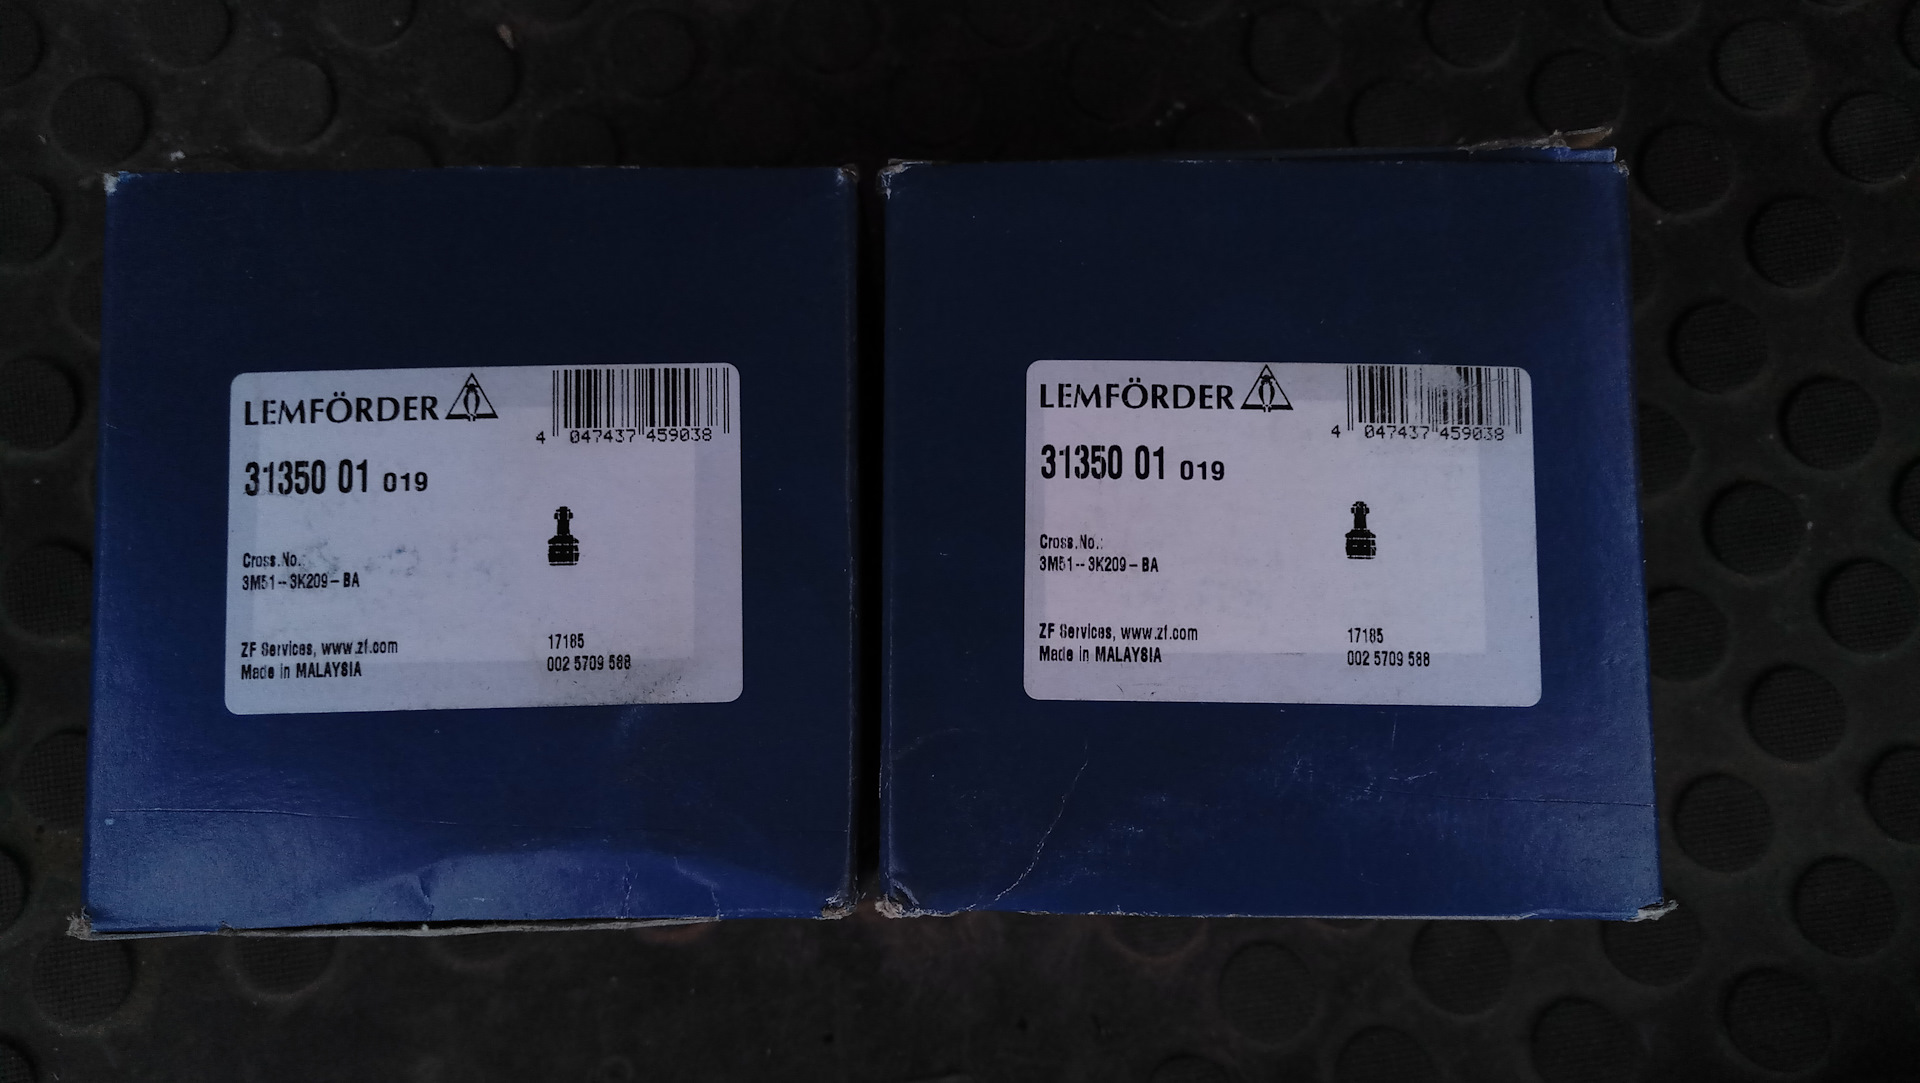 LEMFÖRDER
4 047437 459038
31350 01 019
Cross.No.:
3M51--3K209-BA
ZF Services, www.zf.com
Made in MALAYSIA
17185
002 5709 588
LEMFÖRDER
4 047437 459038
31350 01 019
Cross.No.:
3M51--3K209-BA
ZF Services, www.zf.com
Made in MALAYSIA
17185
002 5709 588